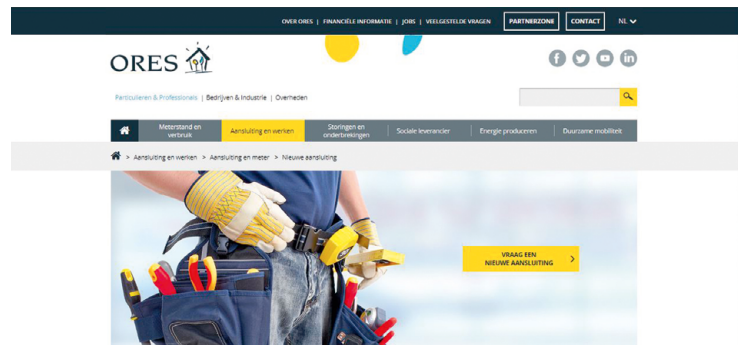 OVER ORES | FINANCIËLE INFORMATIE | JOBS | VEELGESTELDE VRAGEN PARTNERZONE CONTACT NL
ORES
Particulieren & Professionals | Bedrijven & Industrie | Overheden
Meterstand en verbruik
Aansluiting en werken
Storingen en onderbrekingen
Sociale leverancier
Energie produceren
Duurzame mobiliteit
> Aansluiting en werken > Aansluiting en meter > Nieuwe aansluiting
VRAAG EEN
NIEUWE AANSLUITING